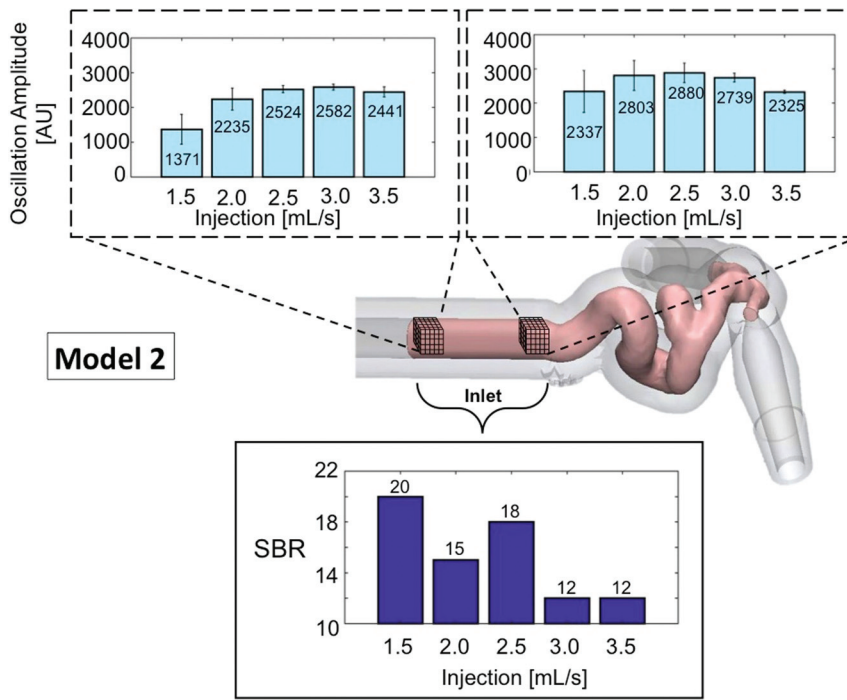 Oscillation Amplitude
[AU]
4000
3000
2000
1000
0
1371
2235
2524
2582
2441
1.5 2.0 2.5 3.0 3.5
Injection [mL/s]
4000
3000
2000
1000
0
2337
2803
2880
2739
2325
1.5 2.0 2.5 3.0 3.5
Injection [mL/s]
Model 2
Inlet
SBR
22
18
14
10
20
15
18
12
12
1.5 2.0 2.5 3.0 3.5
Injection [mL/s]